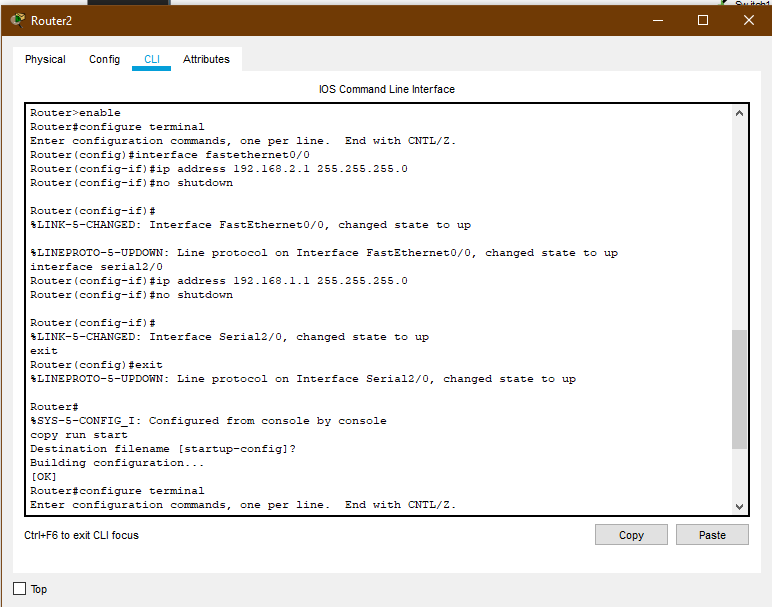 Switch1
Router2
Physical Config CLI Attributes
IOS Command Line Interface
Router>enable
Router#configure terminal
Enter configuration commands, one per line.  End with CNTL/Z.
Router(config)#interface fastethernet0/0
Router(config-if)#ip address 192.168.2.1 255.255.255.0
Router(config-if)#no shutdown
Router(config-if)#
%LINK-5-CHANGED: Interface FastEthernet0/0, changed state to up
%LINEPROTO-5-UPDOWN: Line protocol on Interface FastEthernet0/0, changed state to up
interface serial2/0
Router(config-if)#ip address 192.168.1.1 255.255.255.0
Router(config-if)#no shutdown
Router(config-if)#
%LINK-5-CHANGED: Interface Serial2/0, changed state to up
exit
Router(config)#exit
%LINEPROTO-5-UPDOWN: Line protocol on Interface Serial2/0, changed state to up
Router#
%SYS-5-CONFIG_I: Configured from console by console
copy run start
Destination filename [startup-config]?
Building configuration...
[OK]
Router#configure terminal
Enter configuration commands, one per line.  End with CNTL/Z.
Ctrl+F6 to exit CLI focus
Copy Paste
Top